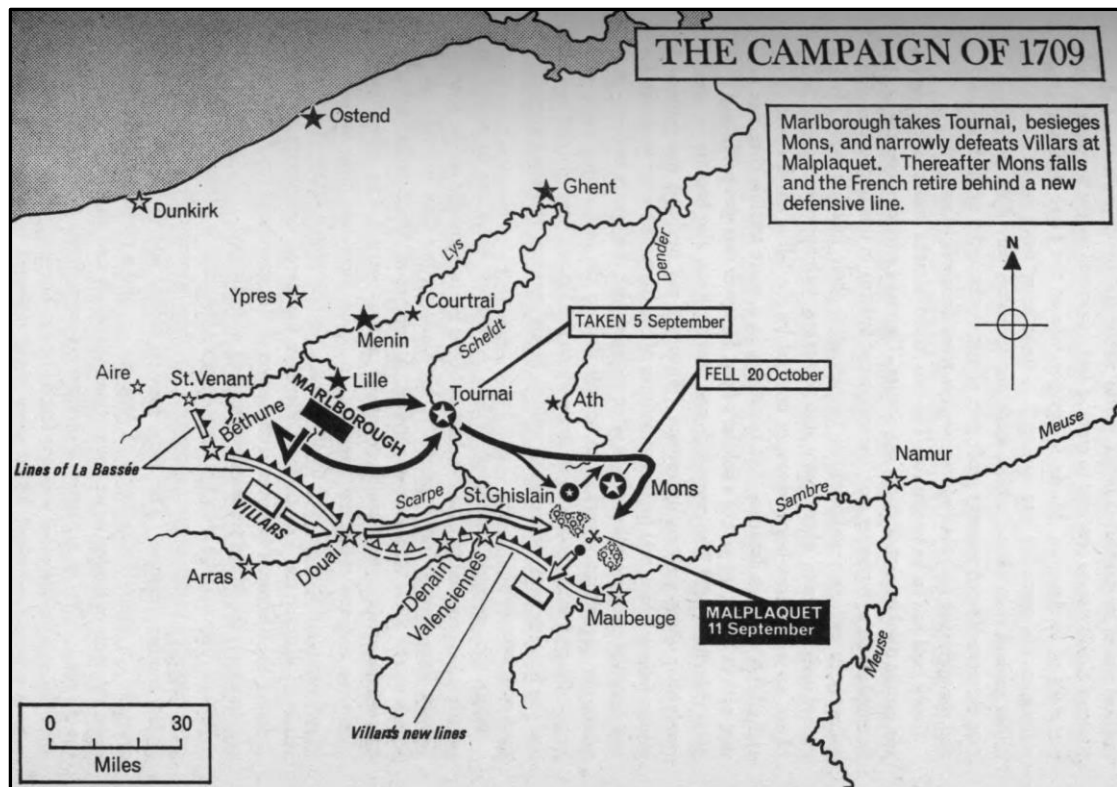 THE CAMPAIGN OF 1709
Marlborough takes Tournai, besieges
Mons, and narrowly defeats Villars at
Malplaquet. Thereafter Mons falls
and the French retire behind a new
defensive line.
Ostend
Dunkirk
Ghent
N
Lys
Dender
Ypres
Courtrai
Menin
Scheldt
TAKEN 5 September
FELL 20 October
Aire
St.Venant
Lille
Tournai
Ath
MARLBOROUGH
Béthune
Meuse
Namur
Lines of La Bassée
Scarpe
St.Ghislain
Mons
Sambre
VILLARS
Arras
Douai
Denain
Valenciennes
Maubeuge
MALPLAQUET
11 September
Meuse
Villars new lines
0 30
Miles